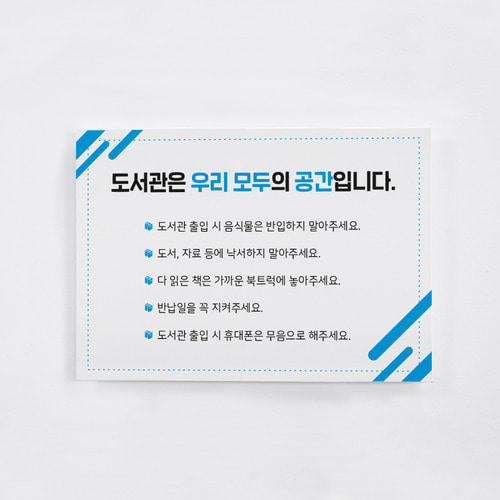 도서관은 우리 모두의 공간입니다.
도서관 출입 시 음식물은 반입하지 말아주세요.
도서, 자료 등에 낙서하지 말아주세요.
다 읽은 책은 가까운 북트럭에 놓아주세요.
반납일을 꼭 지켜주세요.
도서관 출입 시 휴대폰은 무음으로 해주세요.